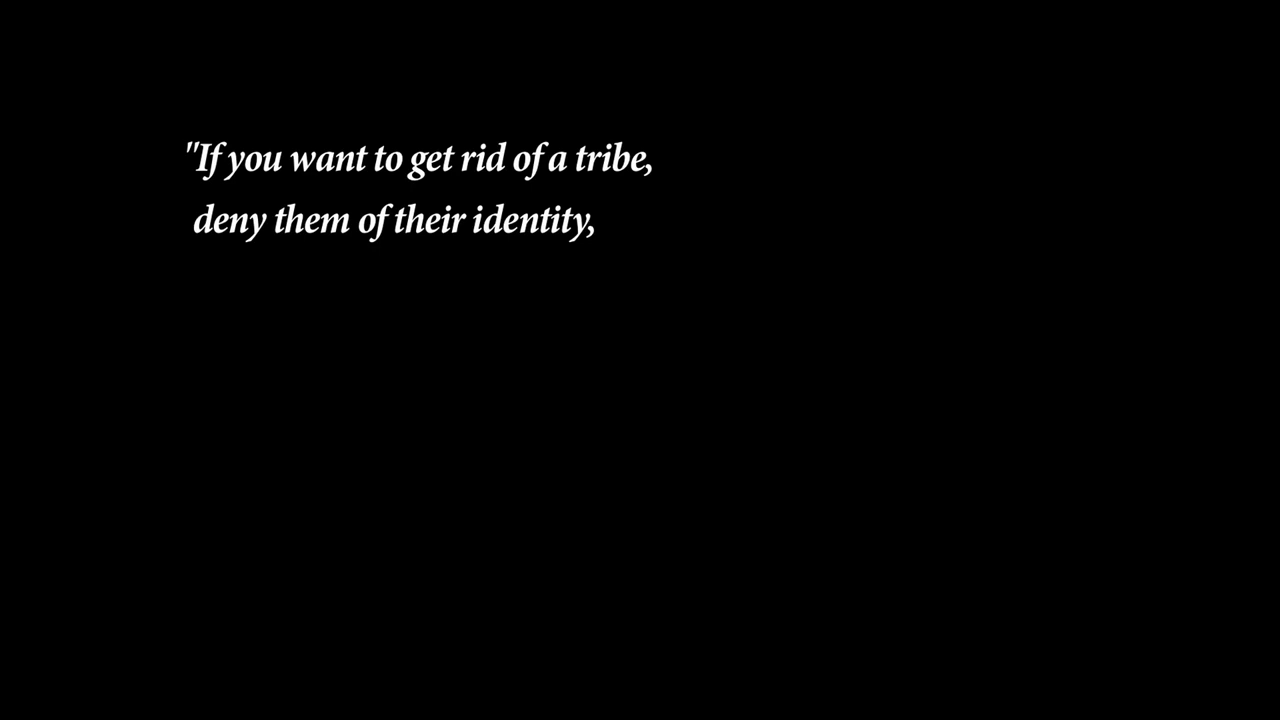 "If you want to get rid of a tribe,
deny them of their identity,